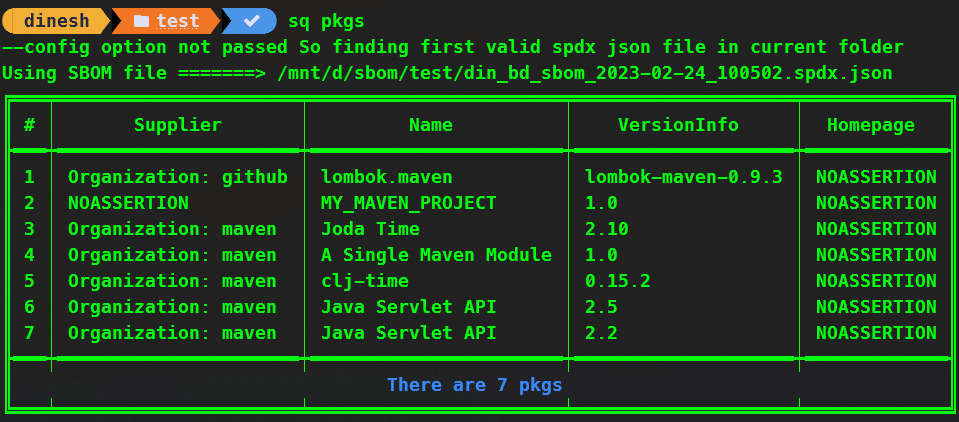 dinesh test sq pkgs
--config option not passed So finding first valid spdx json file in current folder
Using SBOM file =======> /mnt/d/sbom/test/din_bd_sbom_2023-02-24_100502.spdx.json
# Supplier Name VersionInfo Homepage
1 Organization: github lombok.maven lombok-maven-0.9.3 NOASSERTION
2 NOASSERTION MY_MAVEN_PROJECT 1.0 NOASSERTION
3 Organization: maven Joda Time 2.10 NOASSERTION
4 Organization: maven A Single Maven Module 1.0 NOASSERTION
5 Organization: maven clj-time 0.15.2 NOASSERTION
6 Organization: maven Java Servlet API 2.5 NOASSERTION
7 Organization: maven Java Servlet API 2.2 NOASSERTION
There are 7 pkgs